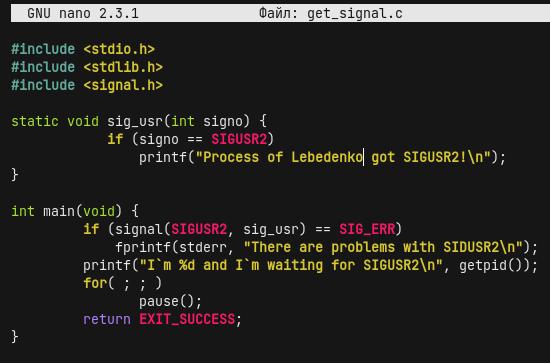 GNU nano 2.3.1 Файл: get_signal.c
#include <stdio.h>
#include <stdlib.h>
#include <signal.h>
static void sig_usr(int signo) {
if (signo == SIGUSR2)
printf("Process of Lebedenko got SIGUSR2!\n");
}
int main(void) {
if (signal(SIGUSR2, sig_usr) == SIG_ERR)
fprintf(stderr, "There are problems with SIDUSR2\n");
printf("I`m %d and I`m waiting for SIGUSR2\n", getpid());
for( ; ; )
pause();
return EXIT_SUCCESS;
}